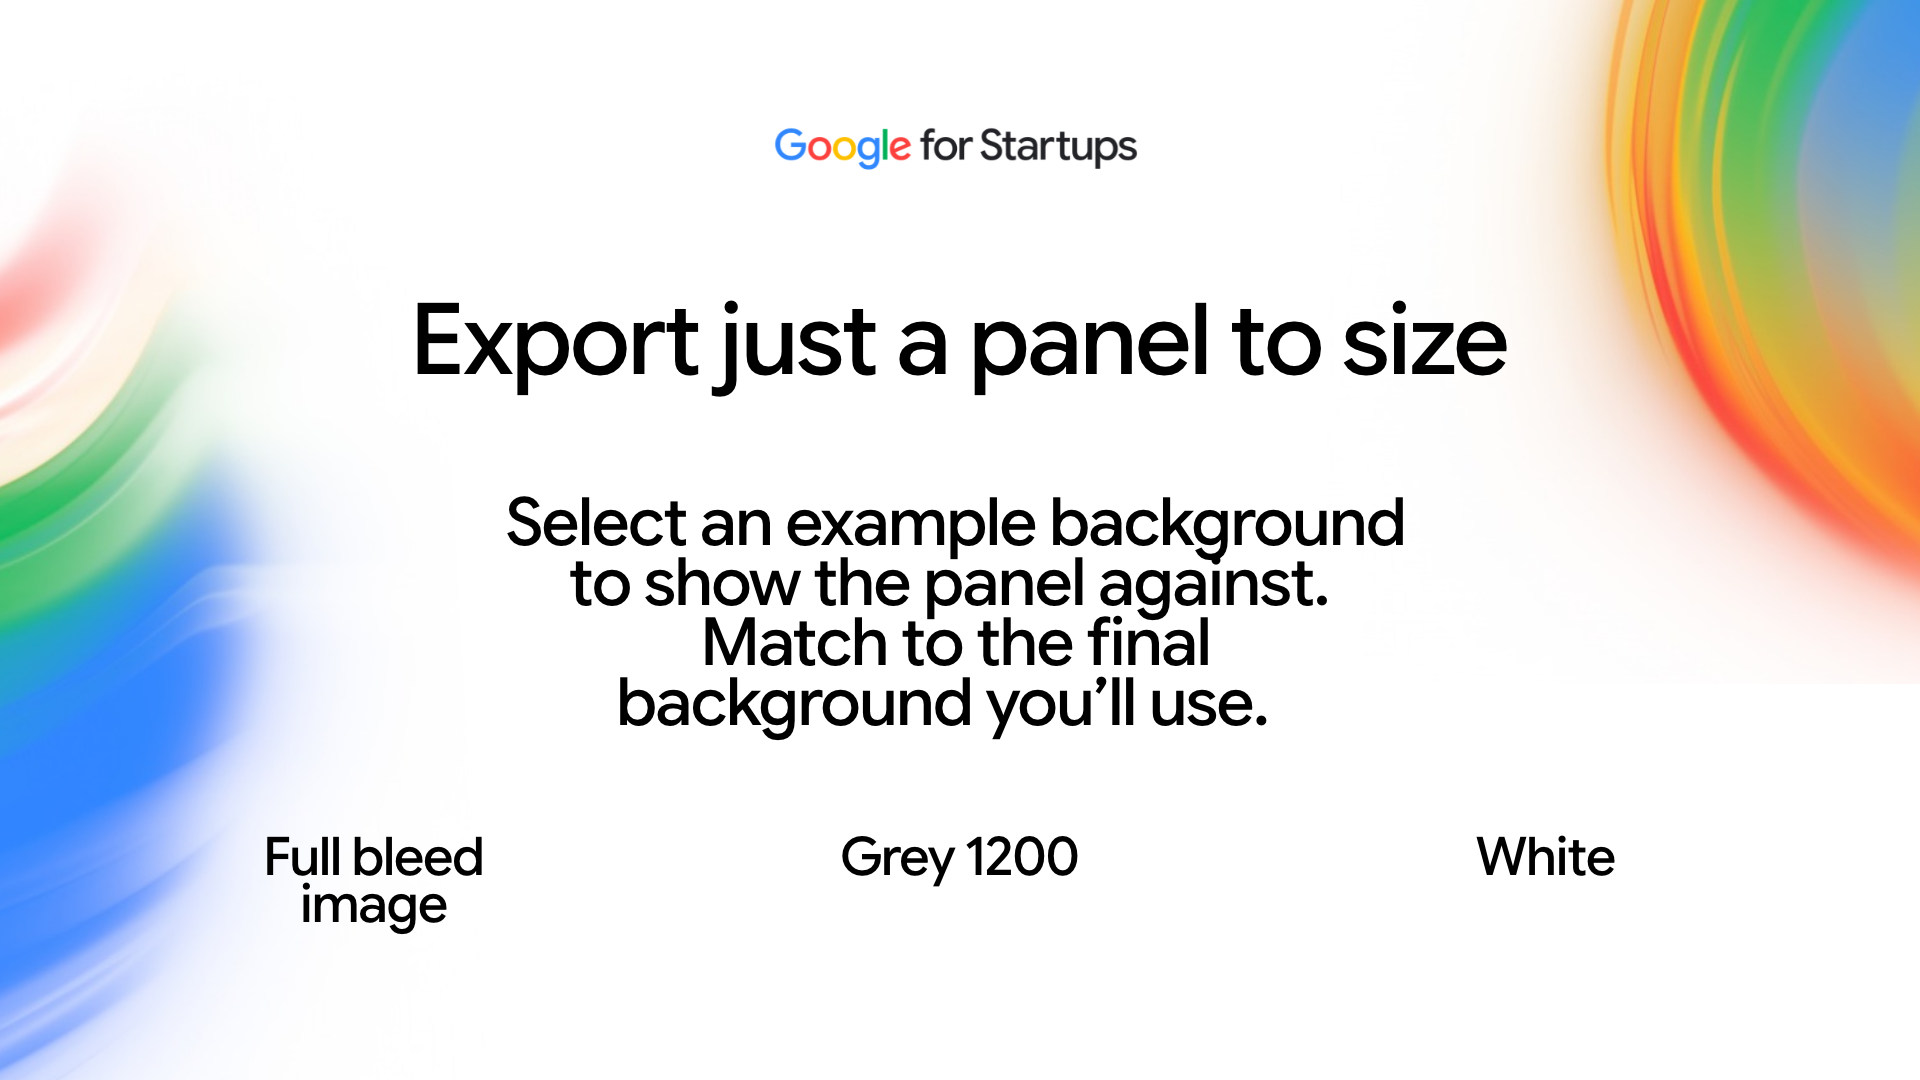 Google for Startups
Export just a panel to size
Select an example background
to show the panel against.
Match to the final
background you’ll use.
Full bleed
image
Grey 1200
White